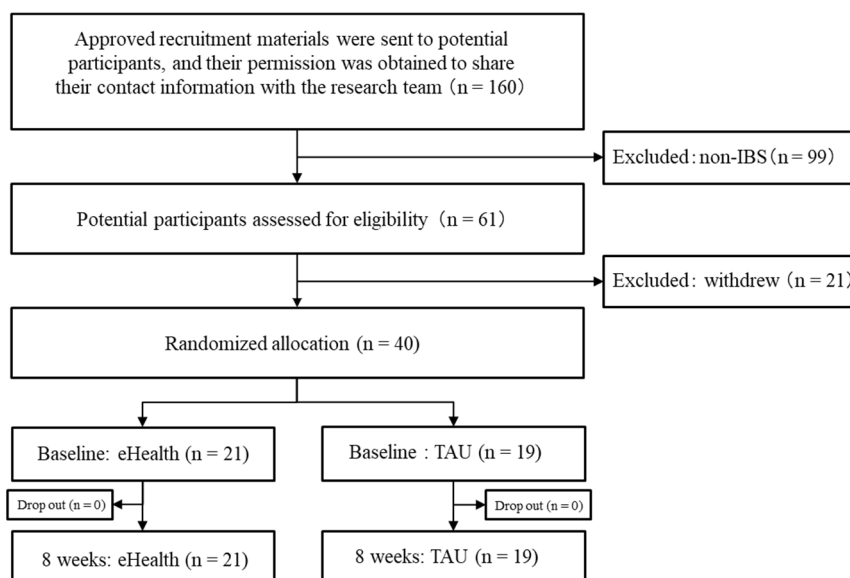 Approved recruitment materials were sent to potential
participants, and their permission was obtained to share
their contact information with the research team (n = 160)
Excluded : non-IBS (n = 99)
Potential participants assessed for eligibility (n = 61)
Excluded : withdrew (n = 21)
Randomized allocation (n = 40)
Baseline: eHealth (n = 21)
Baseline : TAU (n = 19)
Drop out (n = 0)
Drop out (n = 0)
8 weeks: eHealth (n = 21)
8 weeks: TAU (n = 19)